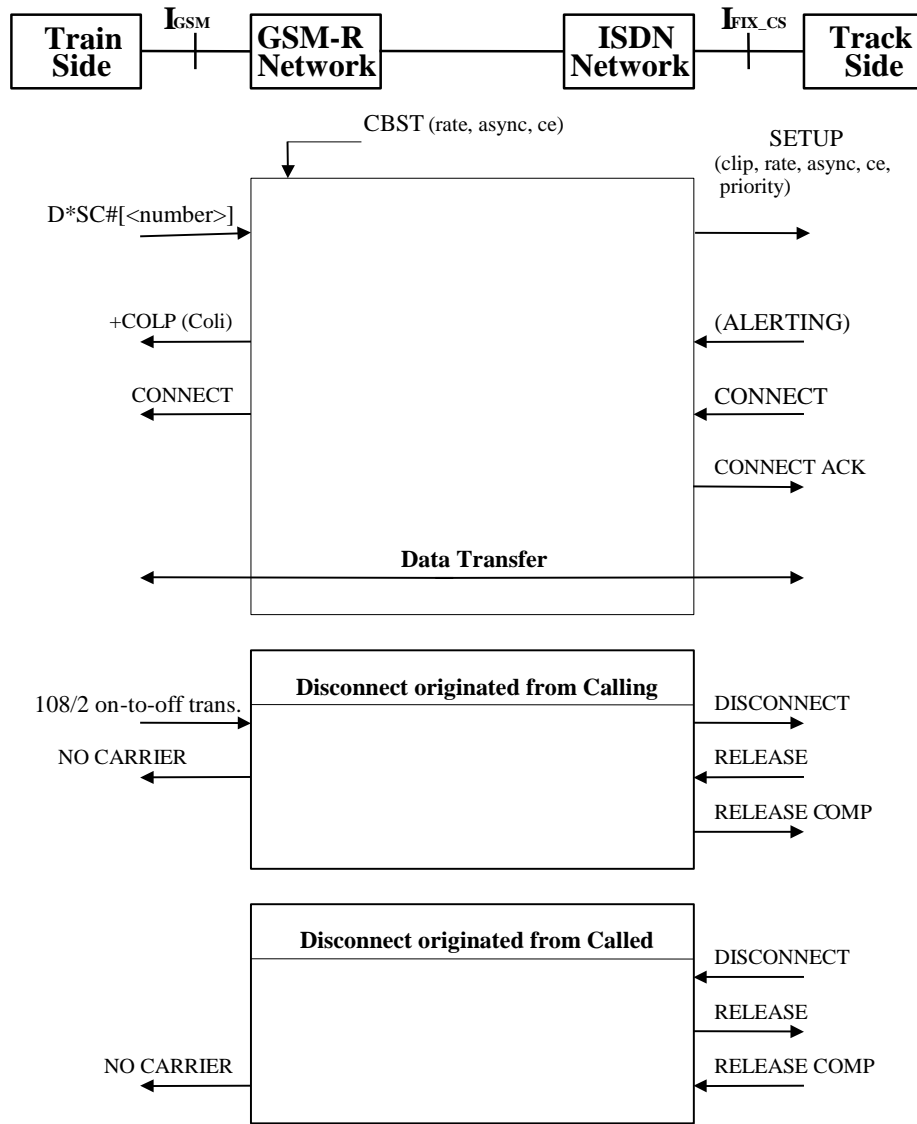 Train Side
I GSM
GSM-R Network
ISDN Network
I FIX_CS
Track Side
CBST (rate, async, ce)
SETUP
(clip, rate, async, ce,
priority)
D*SC#[<number>]
+COLP (Coli)
(ALERTING)
CONNECT
CONNECT
CONNECT ACK
Data Transfer
Disconnect originated from Calling
108/2 on-to-off trans.
DISCONNECT
NO CARRIER
RELEASE
RELEASE COMP
Disconnect originated from Called
DISCONNECT
RELEASE
NO CARRIER
RELEASE COMP